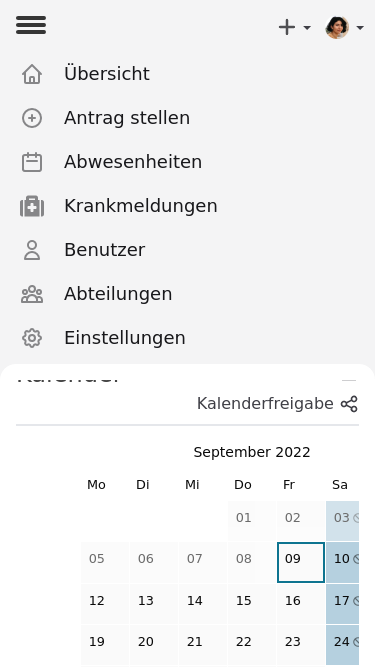 Übersicht
Antrag stellen
Abwesenheiten
Krankmeldungen
Benutzer
Abteilungen
Einstellungen
Kalender
Kalenderfreigabe
September 2022
Mo Di Mi Do Fr Sa
01 02 03
05 06 07 08 09 10
12 13 14 15 16 17
19 20 21 22 23 24